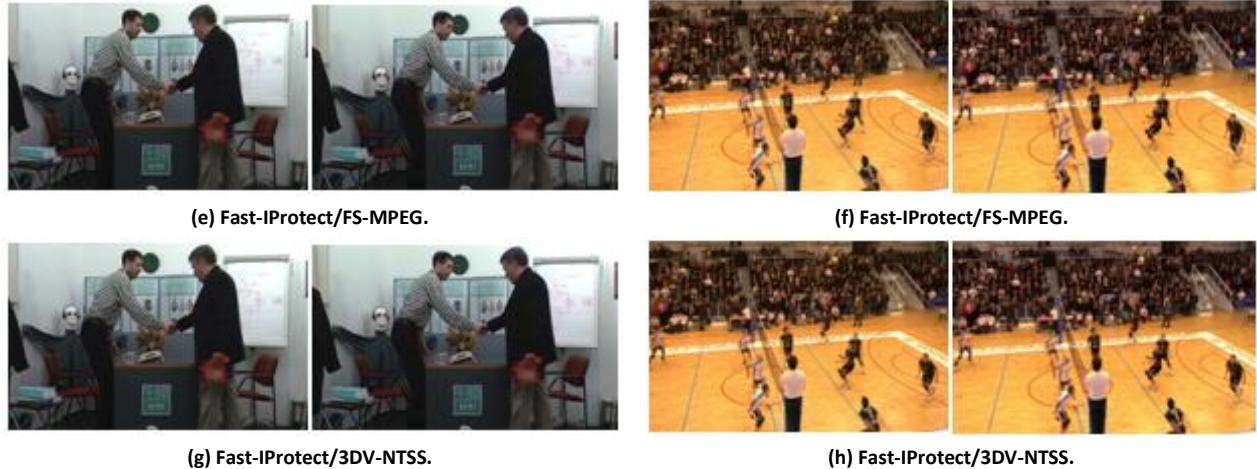 (e) Fast-IProtect/FS-MPEG.
(f) Fast-IProtect/FS-MPEG.
(g) Fast-IProtect/3DV-NTSS.
(h) Fast-IProtect/3DV-NTSS.